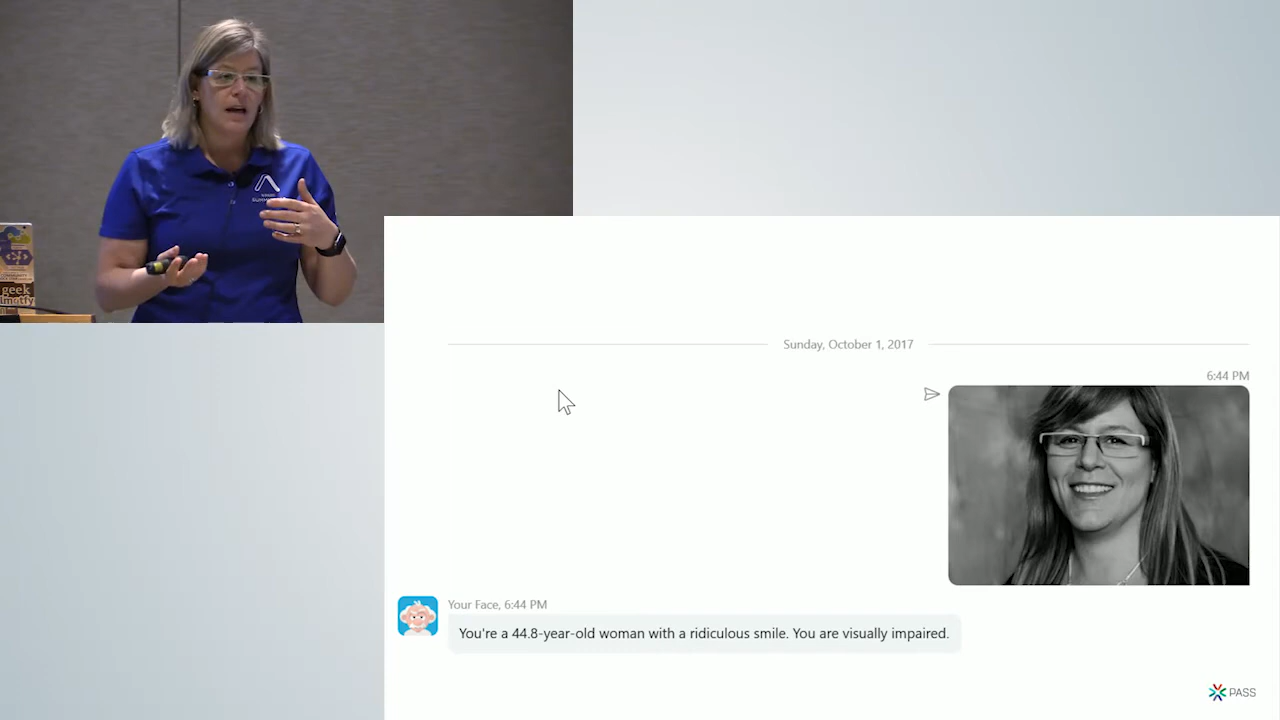 geek
Sunday, October 1, 2017
6:44 PM
Your Face, 6:44 PM
You're a 44.8-year-old woman with a ridiculous smile. You are visually impaired.
PASS